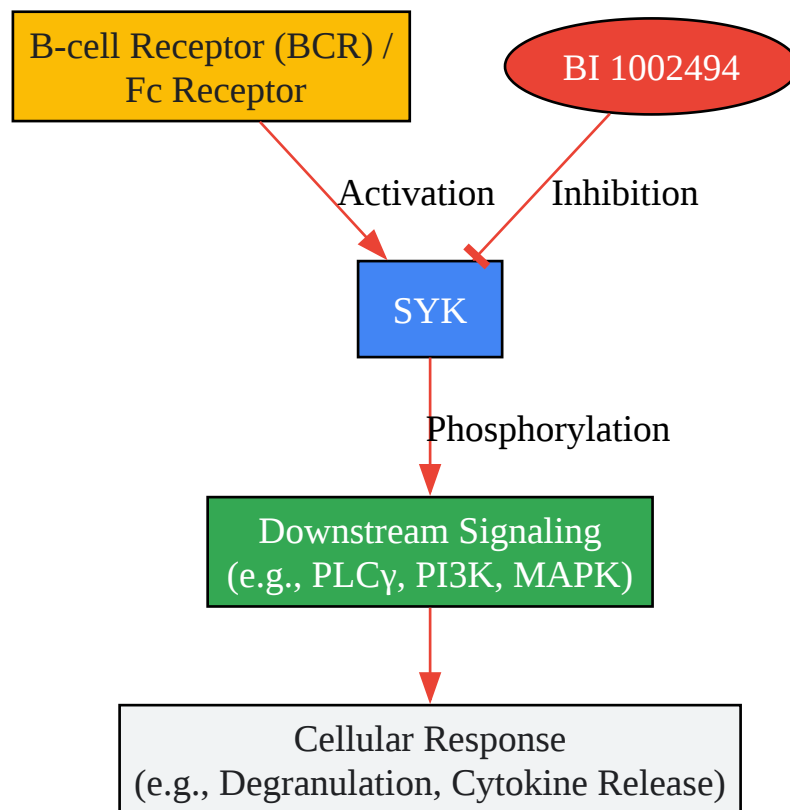 B-cell Receptor (BCR) /
Fc Receptor
BI 1002494
Activation
Inhibition
SYK
Phosphorylation
Downstream Signaling
(e.g., PLCγ, PI3K, MAPK)
Cellular Response
(e.g., Degranulation, Cytokine Release)